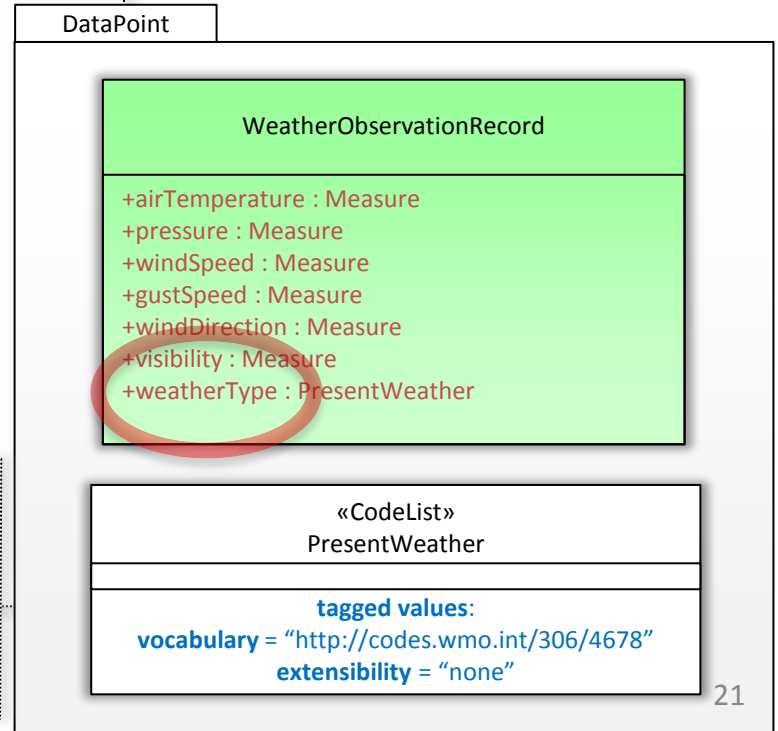 DataPoint
WeatherObservationRecord
+airTemperature : Measure
+pressure : Measure
+windSpeed : Measure
+gustSpeed : Measure
+windDirection : Measure
+visibility : Measure
+weatherType : PresentWeather
«CodeList»
PresentWeather
tagged values:
vocabulary = “http://codes.wmo.int/306/4678”
extensibility = “none”
21